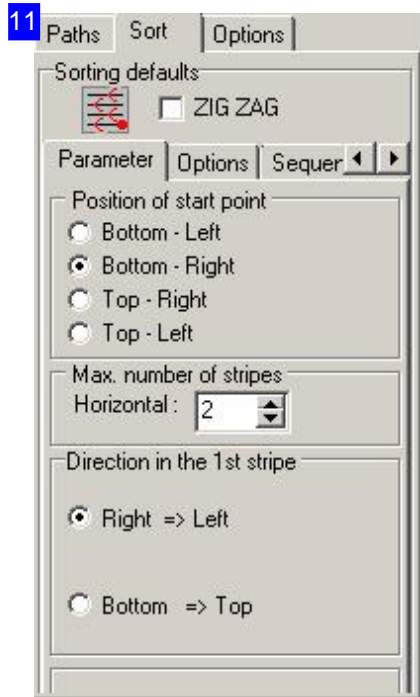 11
Paths Sort Options
Sorting defaults
ZIG ZAG
Parameter Options Sequer
Position of start point
Bottom - Left
Bottom - Right
Top - Right
Top - Left
Max. number of stripes
Horizontal : 2
Direction in the 1st stripe
Right => Left
Bottom => Top